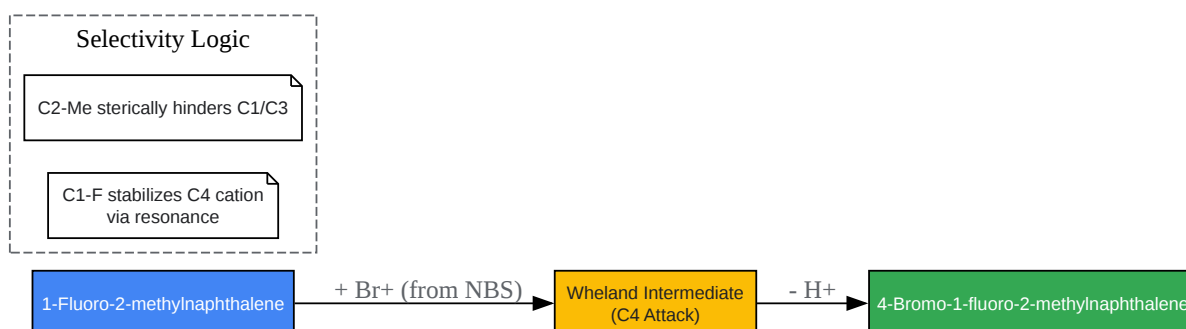 Selectivity Logic
C2-Me sterically hinders C1/C3
C1-F stabilizes C4 cation
via resonance
1-Fluoro-2-methylnaphthalene
+ Br+ (from NBS)
Wheland Intermediate
(C4 Attack)
- H+
4-Bromo-1-fluoro-2-methylnaphthalene